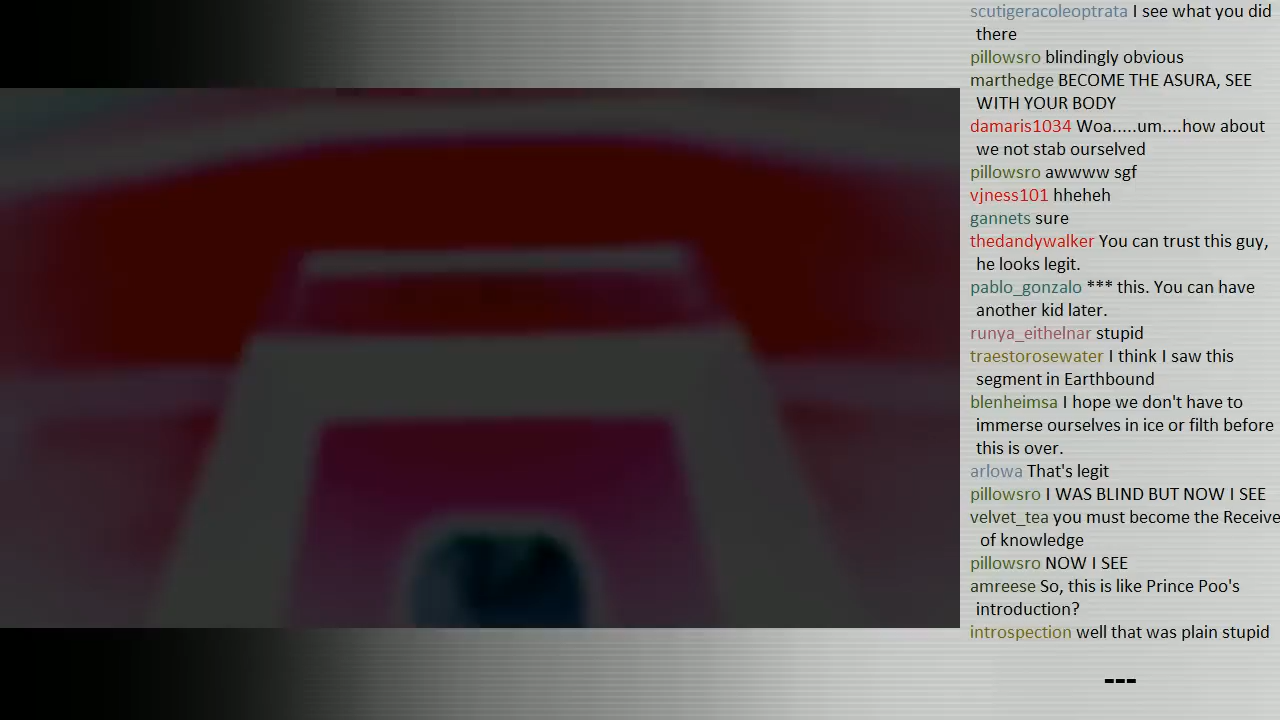 scutigeracoleoptrata I see what you did
there
pillowsro blindingly obvious
marthedge BECOME THE ASURA, SEE
WITH YOUR BODY
damaris1034 Woa.....um....how about
we not stab ourselved
pillowsro awwww sgf
vjness101 hheheh
gannets sure
thedandywalker You can trust this guy,
he looks legit.
pablo_gonzalo *** this. You can have
another kid later.
runya_eithelnar stupid
traestorosewater I think I saw this
segment in Earthbound
blenheimsa I hope we don't have to
immerse ourselves in ice or filth before
this is over.
arlowa That's legit
pillowsro I WAS BLIND BUT NOW I SEE
velvet_tea you must become the Receive
of knowledge
pillowsro NOW I SEE
amreese So, this is like Prince Poo's
introduction?
introspection well that was plain stupid
---